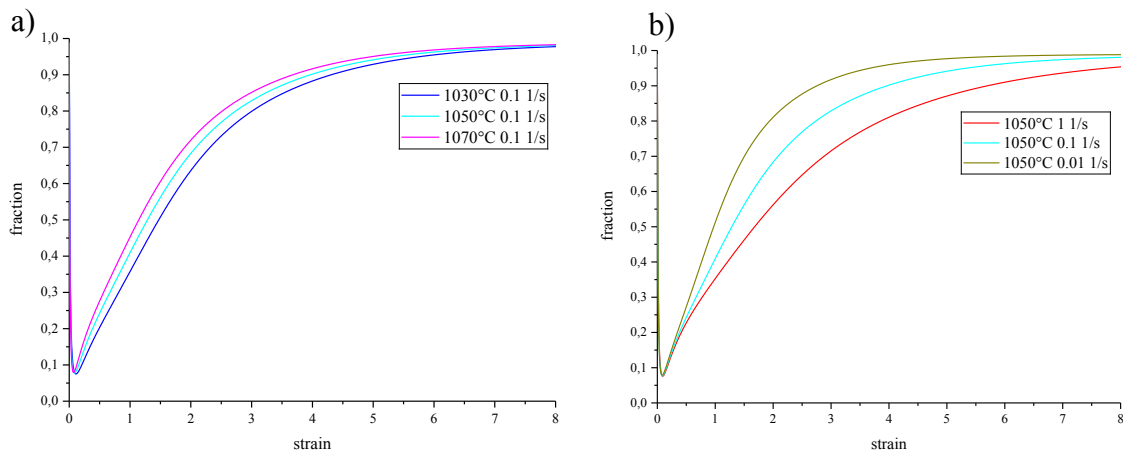 a)
1,0
0,9
0,8
0,7
0,6
0,5
0,4
0,3
0,2
0,1
0,0
fraction
1030°C 0.1 1/s
1050°C 0.1 1/s
1070°C 0.1 1/s
0 1 2 3 4 5 6 7 8
strain
b)
1,0
0,9
0,8
0,7
0,6
0,5
0,4
0,3
0,2
0,1
0,0
fraction
1050°C 1 1/s
1050°C 0.1 1/s
1050°C 0.01 1/s
0 1 2 3 4 5 6 7 8
strain